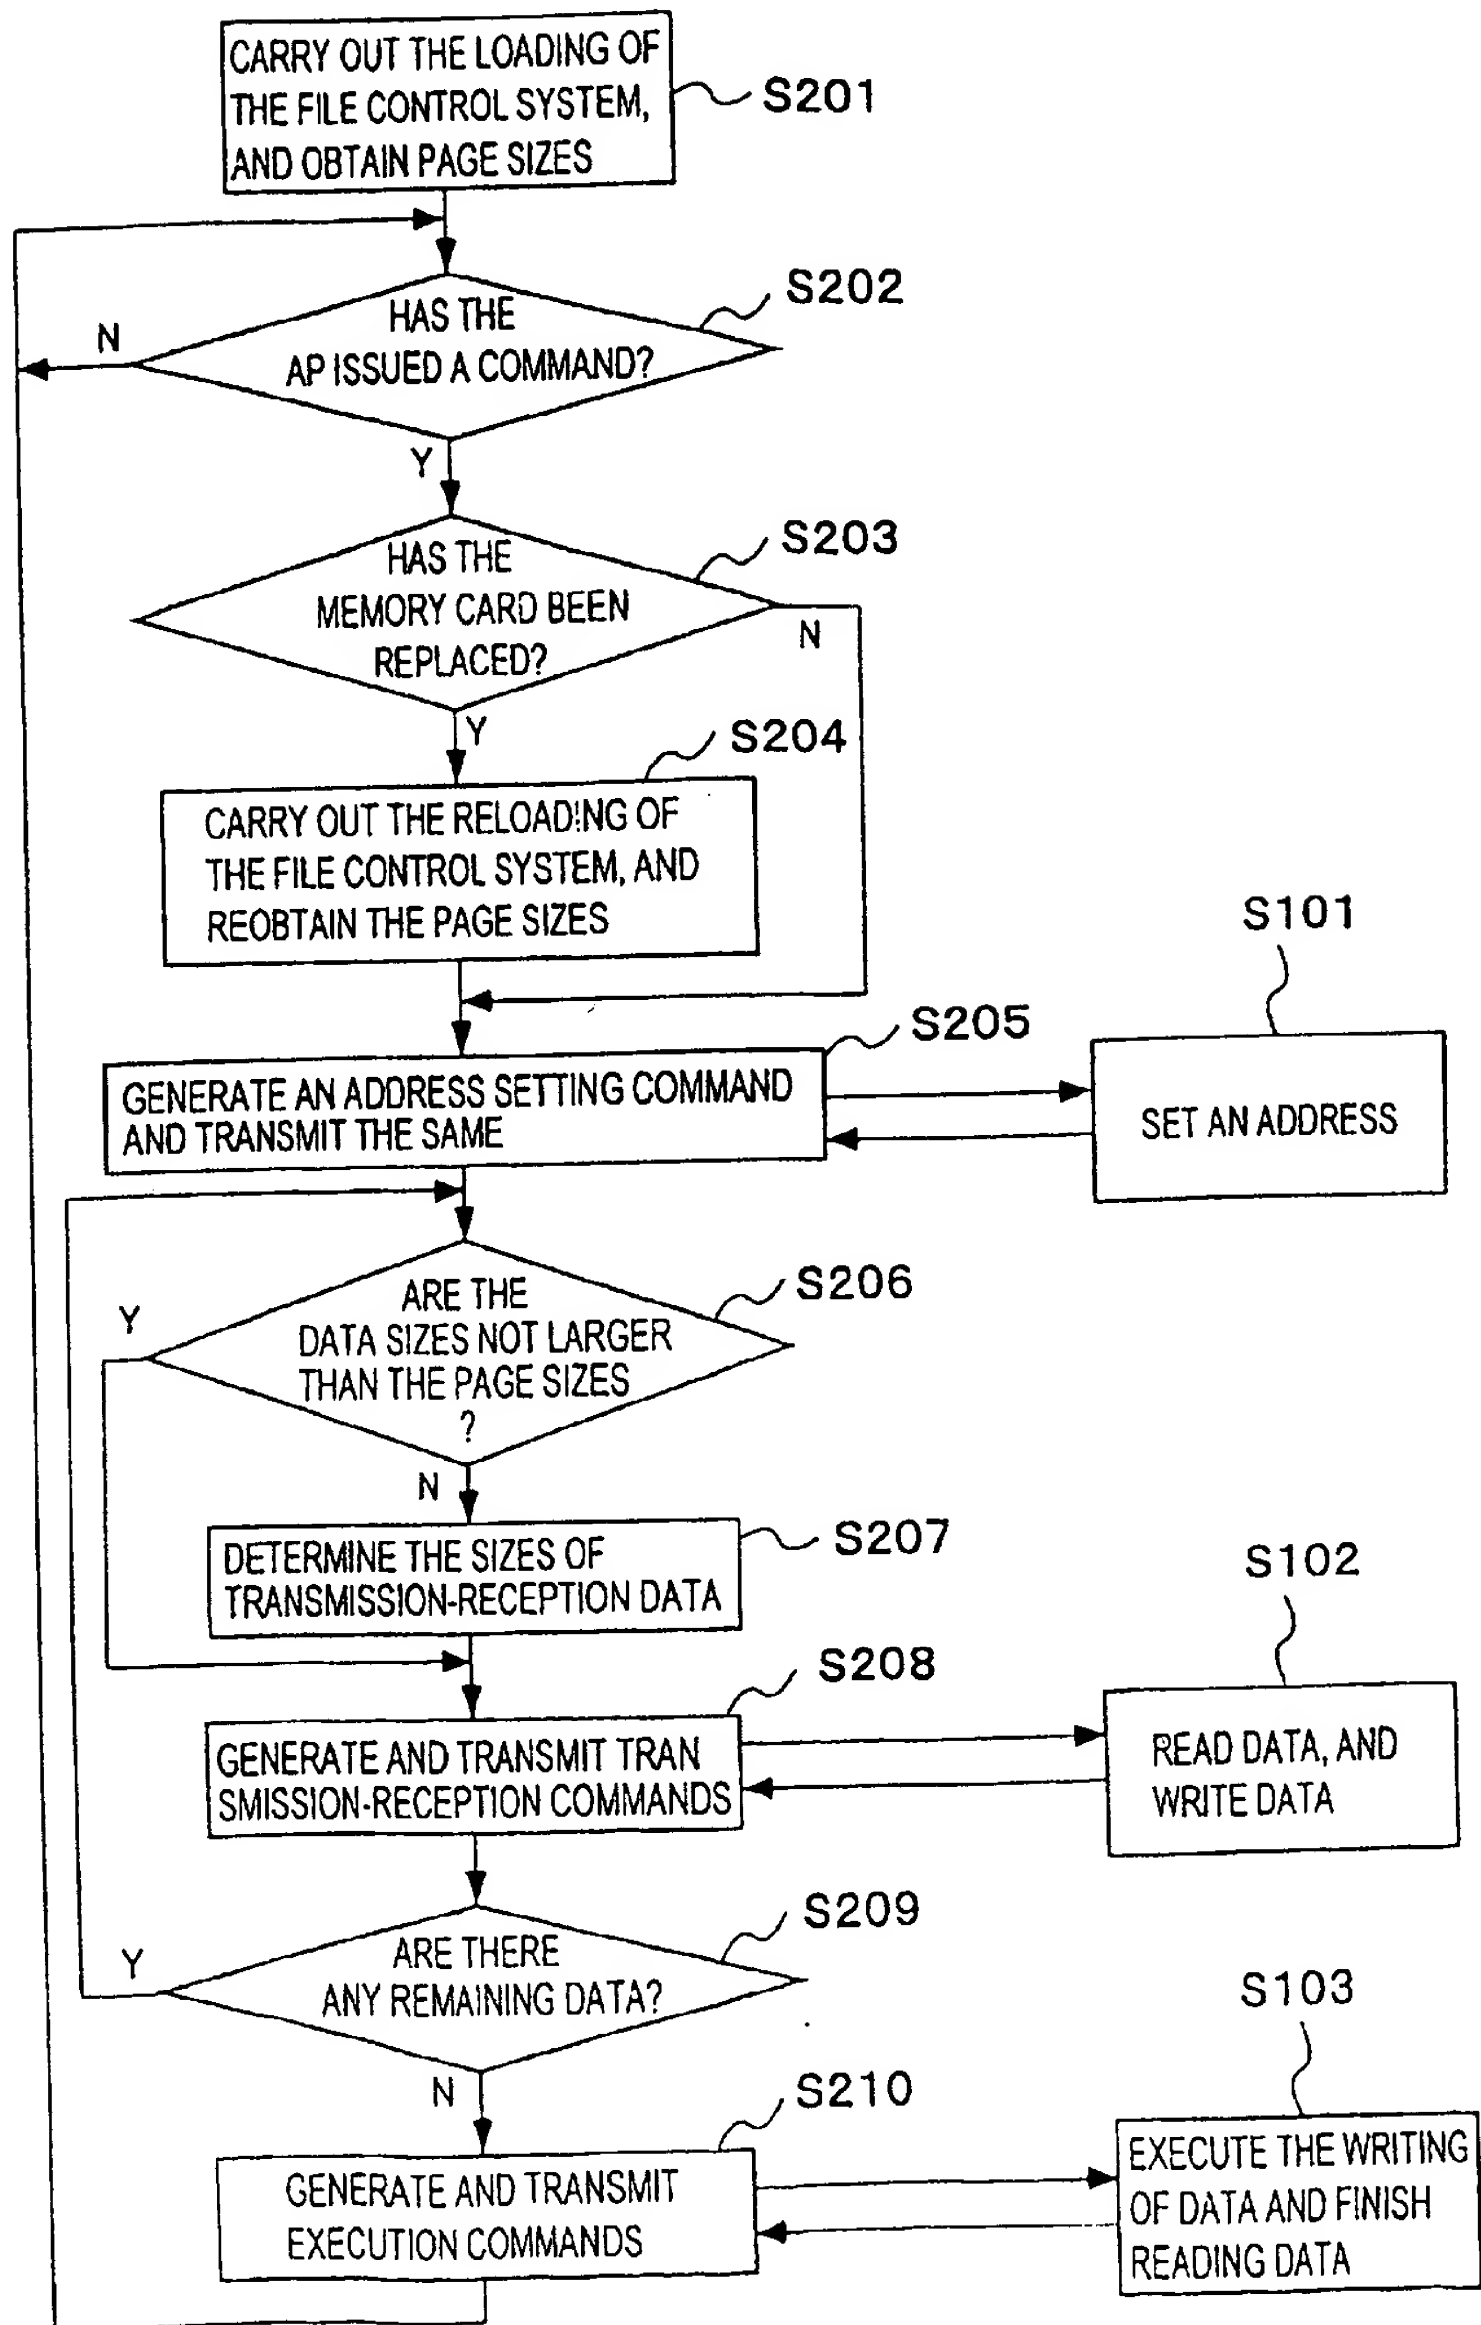 CARRY OUT THE LOADING OF
THE FILE CONTROL SYSTEM,
AND OBTAIN PAGE SIZES
S201
HAS THE
AP ISSUED A COMMAND?
S202
N
Y
HAS THE
MEMORY CARD BEEN
REPLACED?
S203
N
Y
S204
CARRY OUT THE RELOADING OF
THE FILE CONTROL SYSTEM, AND
REOBTAIN THE PAGE SIZES
S205
GENERATE AN ADDRESS SETTING COMMAND
AND TRANSMIT THE SAME
S101
SET AN ADDRESS
S206
ARE THE
DATA SIZES NOT LARGER
THAN THE PAGE SIZES
?
Y
N
S207
DETERMINE THE SIZES OF
TRANSMISSION-RECEPTION DATA
S208
GENERATE AND TRANSMIT TRAN
SMISSION-RECEPTION COMMANDS
S102
READ DATA, AND
WRITE DATA
S209
ARE THERE
ANY REMAINING DATA?
Y
N
S210
GENERATE AND TRANSMIT
EXECUTION COMMANDS
S103
EXECUTE THE WRITING
OF DATA AND FINISH
READING DATA